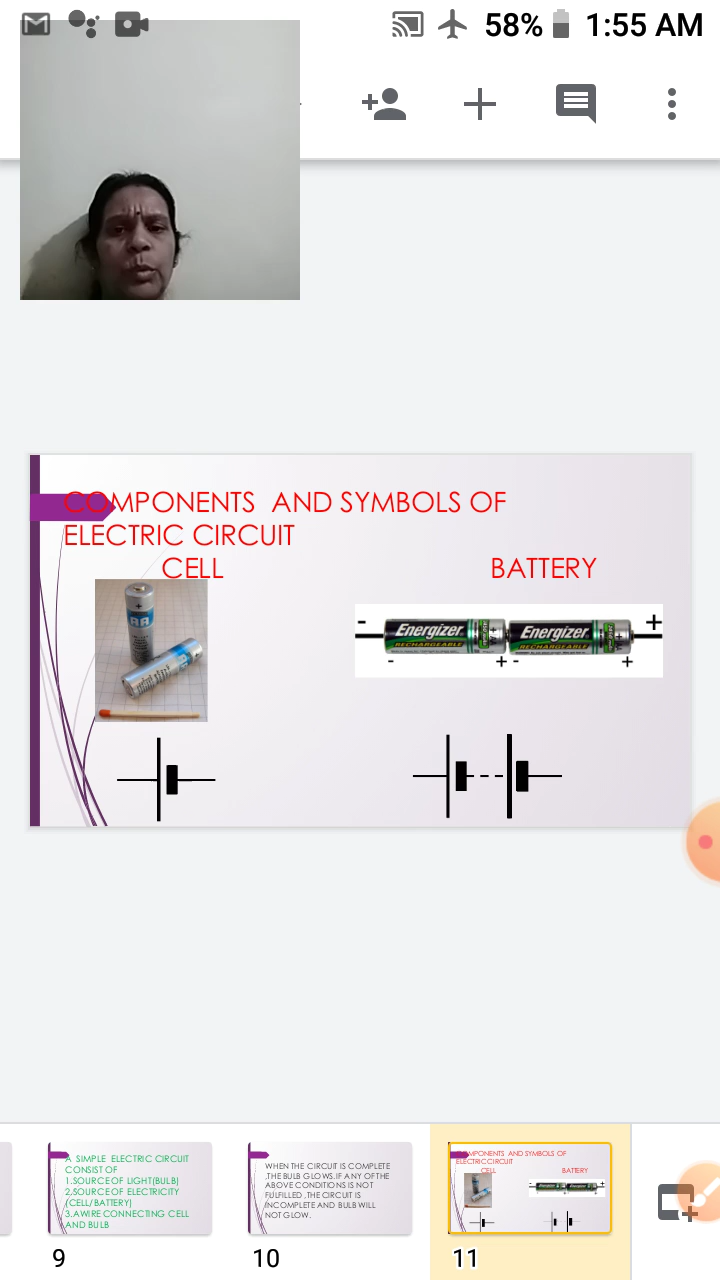 58% 1:55 AM
COMPONENTS AND SYMBOLS OF
ELECTRIC CIRCUIT
CELL BATTERY
+
AA
- Energizer RECHARGEABLE + Energizer RECHARGEABLE +
- + - +
A SIMPLE ELECTRIC CIRCUIT
CONSIST OF
1.SOURCE OF LIGHT(BULB)
2,SOURCE OF ELECTRICITY
(CELL/BATTERY)
3.AWIRE CONNECTING CELL
AND BULB
9
WHEN THE CIRCUIT IS COMPLETE
,THE BULB GLOWS.IF ANY OF THE
ABOVE CONDITIONS IS NOT
FULFILLED ,THE CIRCUIT IS
INCOMPLETE AND BULB WILL
NOT GLOW.
10
COMPONENTS AND SYMBOLS OF
ELECTRIC CIRCUIT
CELL BATTERY
11